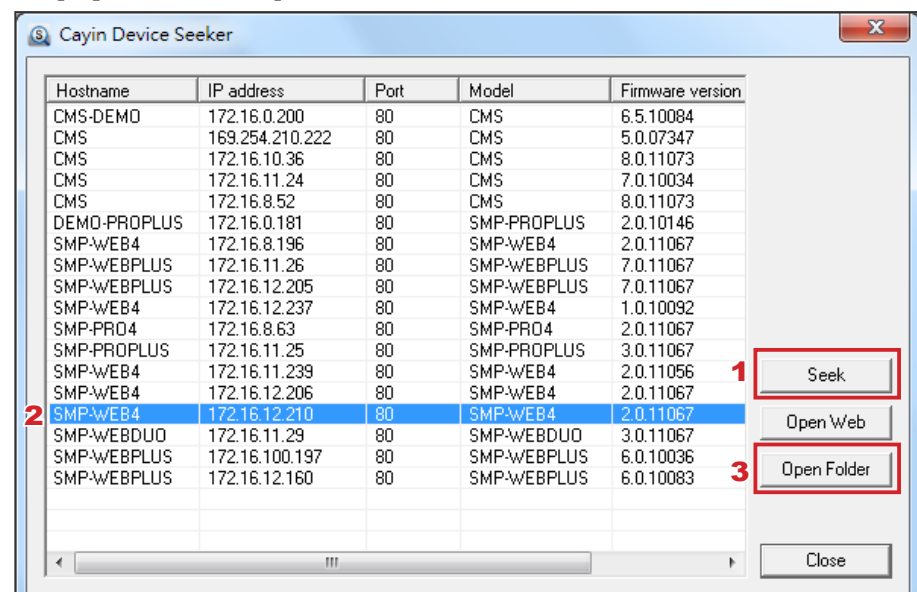 Cayin Device Seeker
Hostname IP address Port Model Firmware version
CMS-DEMO 172.16.0.200 80 CMS 6.5.10084
CMS 169.254.210.222 80 CMS 5.0.07347
CMS 172.16.10.36 80 CMS 8.0.11073
CMS 172.16.11.24 80 CMS 7.0.10034
CMS 172.16.8.52 80 CMS 8.0.11073
DEMO-PROPLUS 172.16.0.181 80 SMP-PROPLUS 2.0.10146
SMP-WEB4 172.16.8.196 80 SMP-WEB4 2.0.11067
SMP-WEBPLUS 172.16.11.26 80 SMP-WEBPLUS 7.0.11067
SMP-WEBPLUS 172.16.12.205 80 SMP-WEBPLUS 7.0.11067
SMP-WEB4 172.16.12.237 80 SMP-WEB4 1.0.10092
SMP-PRO4 172.16.8.63 80 SMP-PRO4 2.0.11067
SMP-PROPLUS 172.16.11.25 80 SMP-PROPLUS 3.0.11067
SMP-WEB4 172.16.11.239 80 SMP-WEB4 2.0.11056
1 Seek
SMP-WEB4 172.16.12.206 80 SMP-WEB4 2.0.11067
2 SMP-WEB4 172.16.12.210 80 SMP-WEB4 2.0.11067
Open Web
SMP-WEBDUO 172.16.11.29 80 SMP-WEBDUO 3.0.11067
SMP-WEBPLUS 172.16.100.197 80 SMP-WEBPLUS 6.0.10036
3 Open Folder
SMP-WEBPLUS 172.16.12.160 80 SMP-WEBPLUS 6.0.10083
Close